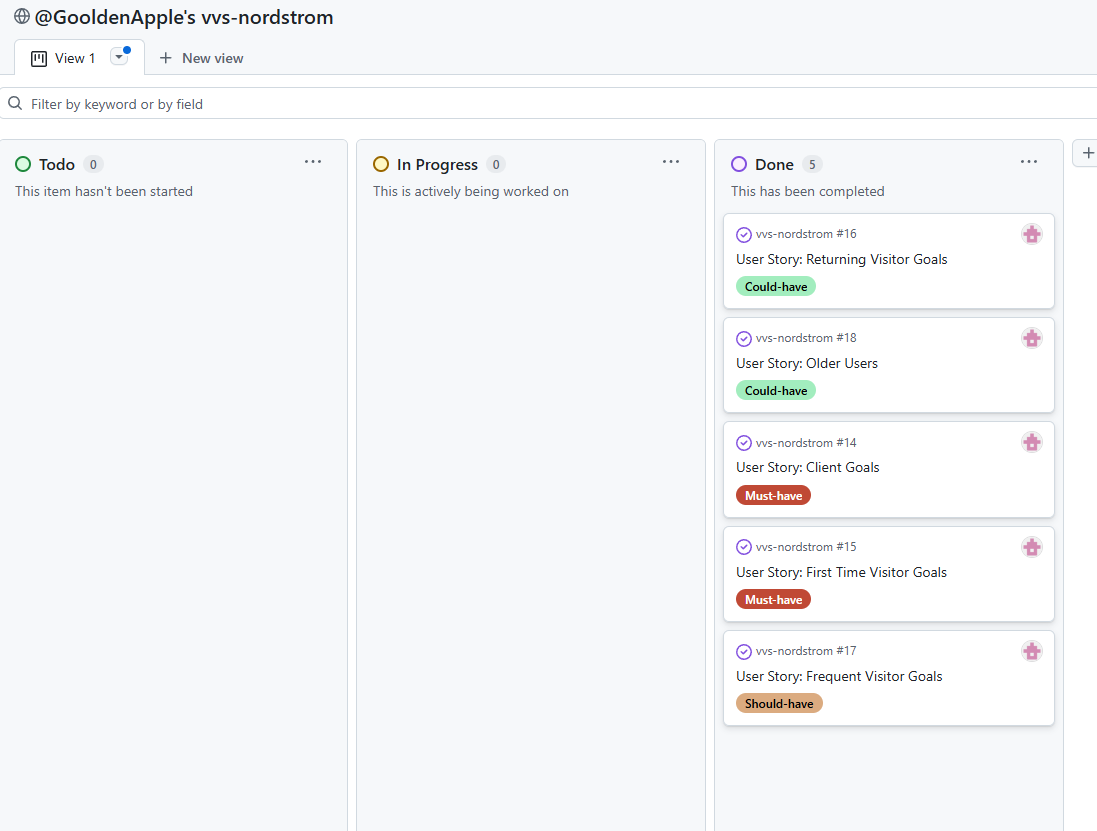 @GooldenApple's vvs-nordstrom
View 1
New view
Filter by keyword or by field
Todo 0
This item hasn't been started
In Progress 0
This is actively being worked on
Done 5
This has been completed
vvs-nordstrom #16
User Story: Returning Visitor Goals
Could-have
vvs-nordstrom #18
User Story: Older Users
Could-have
vvs-nordstrom #14
User Story: Client Goals
Must-have
vvs-nordstrom #15
User Story: First Time Visitor Goals
Must-have
vvs-nordstrom #17
User Story: Frequent Visitor Goals
Should-have